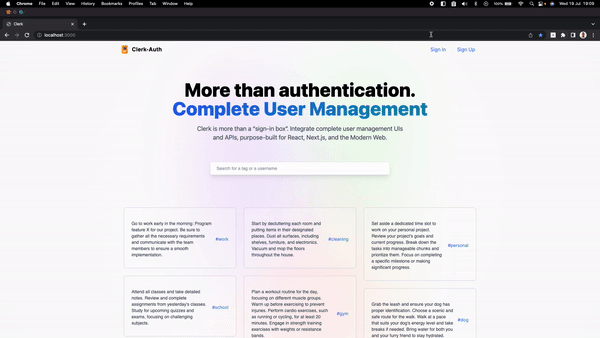 Chrome File Edit View History Bookmarks Profiles Tab Window Help
100% Wed 19 Jul 19:08
Clerk
localhost:3000
Clerk-Auth
Sign in Sign Up
More than authentication.
Complete User Management
Clerk is more than a "sign-in box". Integrate complete user management UIs
and APIs, purpose-built for React, Next.js, and the Modern Web.
Search for a tag or a username
Go to work early in the morning: Program
feature X for our project. Be sure to
gather all the necessary requirements
and communicate with the team
members to ensure a smooth
implementation.
#work
Start by decluttering each room and
putting items in their designated
places. Dust all surfaces, including
shelves, furniture, and electronics.
Vacuum and mop the floors
throughout the house.
#cleaning
Set aside a dedicated time slot to
work on your personal project.
Review your project's goals and
current progress. Break down the
tasks into manageable chunks and
prioritize them. Focus on completing
a specific milestone or making
significant progress.
#personal
Attend all classes and take detailed
notes. Review and complete
assignments from yesterday's classes.
Study for upcoming quizzes and
exams, focusing on challenging
subjects.
#school
Plan a workout routine for the day,
focusing on different muscle groups.
Warm up before exercising to prevent
injuries. Perform cardio exercises, such
as running or cycling, for at least 20
minutes. Engage in strength training
exercises with weights or resistance
bands.
#gym
Grab the leash and ensure your dog has
proper identification. Choose a scenic and
safe route for the walk. Walk at a pace
that suits your dog's energy level and take
breaks if needed. Bring water for both you
and your furry friend to stay hydrated.
#dog